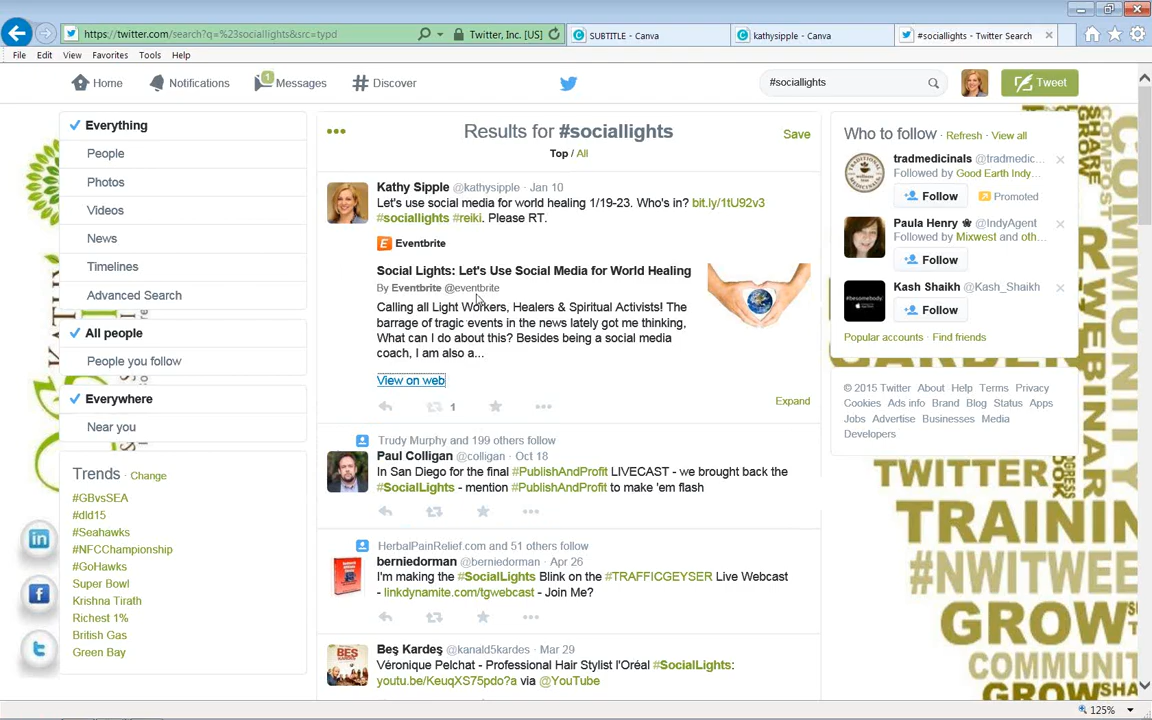 https://twitter.com/search?q=%23sociallights&src=typd
Twitter, Inc. [US]
SUBTITLE - Canva
kathysipple - Canva
#sociallights - Twitter Search
File Edit View Favorites Tools Help
Home
Notifications
1
Messages
Discover
#sociallights
Tweet
Everything
People
Photos
Videos
News
Timelines
Advanced Search
All people
People you follow
Everywhere
Near you
Trends · Change
#GBvsSEA
#dld15
#Seahawks
#NFCChampionship
#GoHawks
Super Bowl
Krishna Tirath
Richest 1%
British Gas
Green Bay
Results for #sociallights
Save
Top / All
Kathy Sipple @kathysipple · Jan 10
Let's use social media for world healing 1/19-23. Who's in? bit.ly/1tU92v3
#sociallights #reiki. Please RT.
Eventbrite
Social Lights: Let's Use Social Media for World Healing
By Eventbrite @eventbrite
Calling all Light Workers, Healers & Spiritual Activists! The
barrage of tragic events in the news lately got me thinking,
What can I do about this? Besides being a social media
coach, I am also a...
View on web
1
Expand
Trudy Murphy and 199 others follow
Paul Colligan @colligan · Oct 18
In San Diego for the final #PublishAndProfit LIVECAST - we brought back the
#SocialLights - mention #PublishAndProfit to make 'em flash
HerbalPainRelief.com and 51 others follow
berniedorman @berniedorman · Apr 26
I'm making the #SocialLights Blink on the #TRAFFICGEYSER Live Webcast
- linkdynamite.com/tgwebcast - Join Me?
Beş Kardeş @kanald5kardes · Mar 29
Véronique Pelchat - Professional Hair Stylist l'Oréal #SocialLights:
youtu.be/KeuqXS75pdo?a via @YouTube
Who to follow · Refresh · View all
tradmedicinals @tradmedic...
Followed by Good Earth Indy...
Follow
Promoted
Paula Henry @IndyAgent
Followed by Mixwest and oth...
Follow
Kash Shaikh @Kash_Shaikh
Follow
Popular accounts · Find friends
© 2015 Twitter About Help Terms Privacy
Cookies Ads info Brand Blog Status Apps
Jobs Advertise Businesses Media
Developers
TWITTER
TRAINING
#NWITWEE
GROW
COMMUNIT
GROW
WEBINAR
COMMUNITY
COMPOST
SHARE
125%